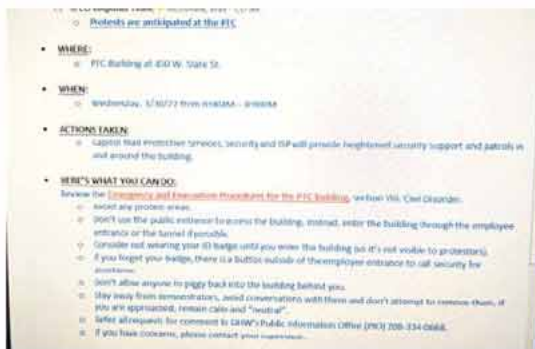 Protests are anticipated at the PTC
WHERE:
PTC Building at 450 W. State St.
WHEN:
Wednesday, 3/30/22 from
ACTIONS TAKEN:
Capitol Mall Protective Services, Security and ISP will provide heightened security support and patrols in
and around the building.
HERE'S WHAT YOU CAN DO:
Review the Emergency and Evacuation Procedures for the PTC Building, section VIII. Civil Disorder.
Avoid any protest areas.
Don't use the public entrance to access the building, instead, enter the building through the employee
entrance or the tunnel if possible.
Consider not wearing your ID badge until you enter the building (so it's not visible to protestors).
If you forget your badge, there is a button outside of the employee entrance to call security for
assistance.
Don't allow anyone to piggy back into the building behind you.
Stay away from demonstrators, avoid conversations with them and don't attempt to remove them. If
you are approached, remain calm and "neutral".
Refer all requests for comment to DHW's Public Information Office (PIO) 208-334-0668.
If you have concerns, please contact your supervisor.